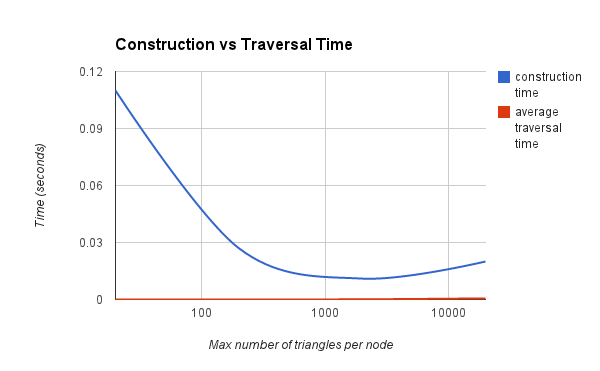 Construction vs Traversal Time
0.12
0.09
0.06
0.03
0
Time (seconds)
100
1000
10000
Max number of triangles per node
construction
time
average
traversal
time